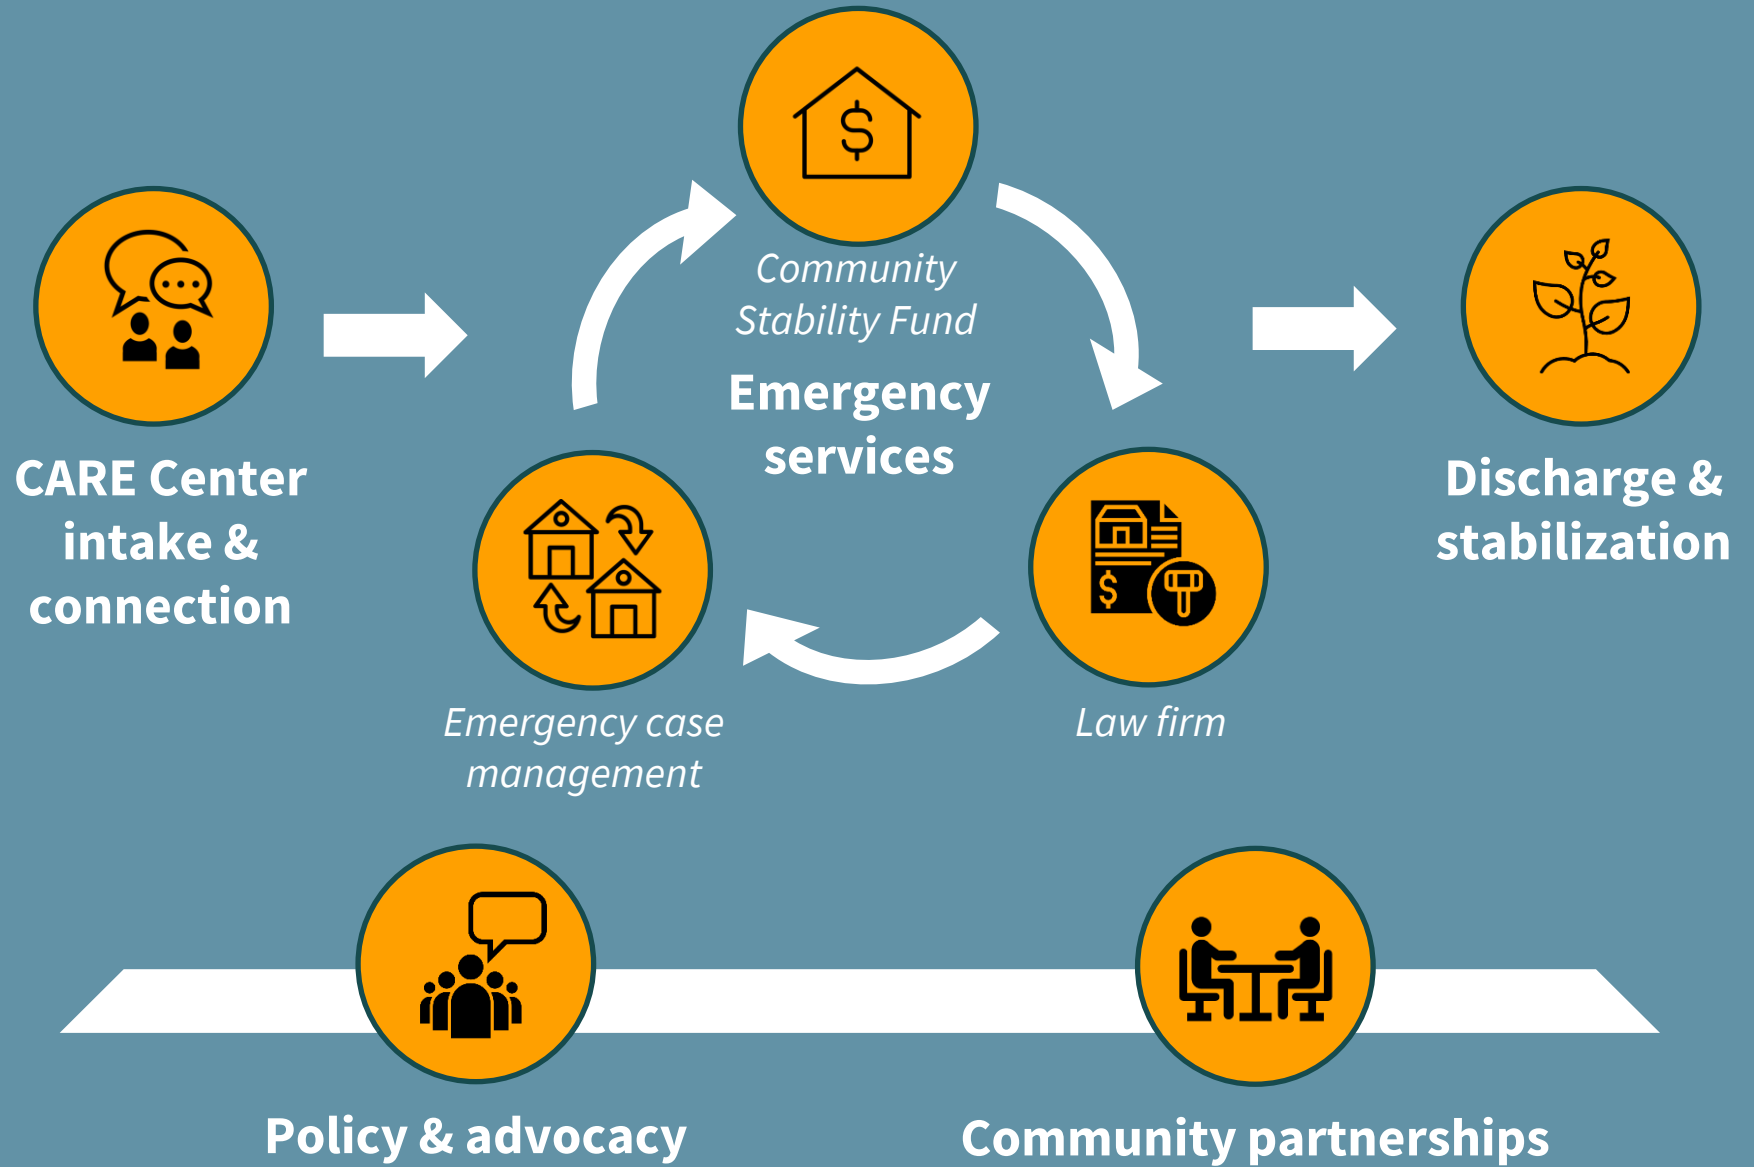 Community
Stability Fund
Emergency
services
CARE Center
intake &
connection
Discharge &
stabilization
Emergency case
management
Law firm
Policy & advocacy
Community partnerships